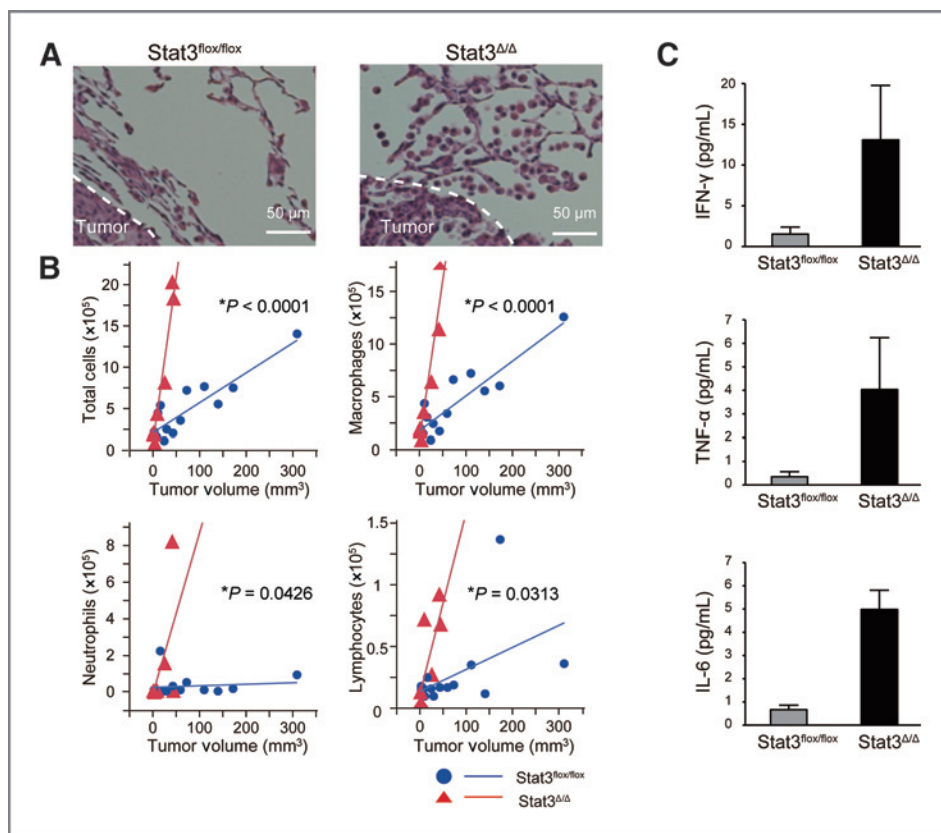 A
Stat3flox/flox
Stat3Δ/Δ
Tumor
50 μm
Tumor
50 μm
B
Total cells (×10⁵)
20
15
10
5
0
*P < 0.0001
0 100 200 300
Tumor volume (mm³)
Macrophages (×10⁵)
15
10
5
0
*P < 0.0001
0 100 200 300
Tumor volume (mm³)
Neutrophils (×10⁵)
8
6
4
2
0
*P = 0.0426
0 100 200 300
Tumor volume (mm³)
Lymphocytes (×10⁵)
1.5
1
0.5
0
*P = 0.0313
0 100 200 300
Tumor volume (mm³)
Stat3flox/flox
Stat3Δ/Δ
C
IFN-γ (pg/mL)
20
15
10
5
0
Stat3flox/flox Stat3Δ/Δ
TNF-α (pg/mL)
7
6
5
4
3
2
1
0
Stat3flox/flox Stat3Δ/Δ
IL-6 (pg/mL)
7
6
5
4
3
2
1
0
Stat3flox/flox Stat3Δ/Δ